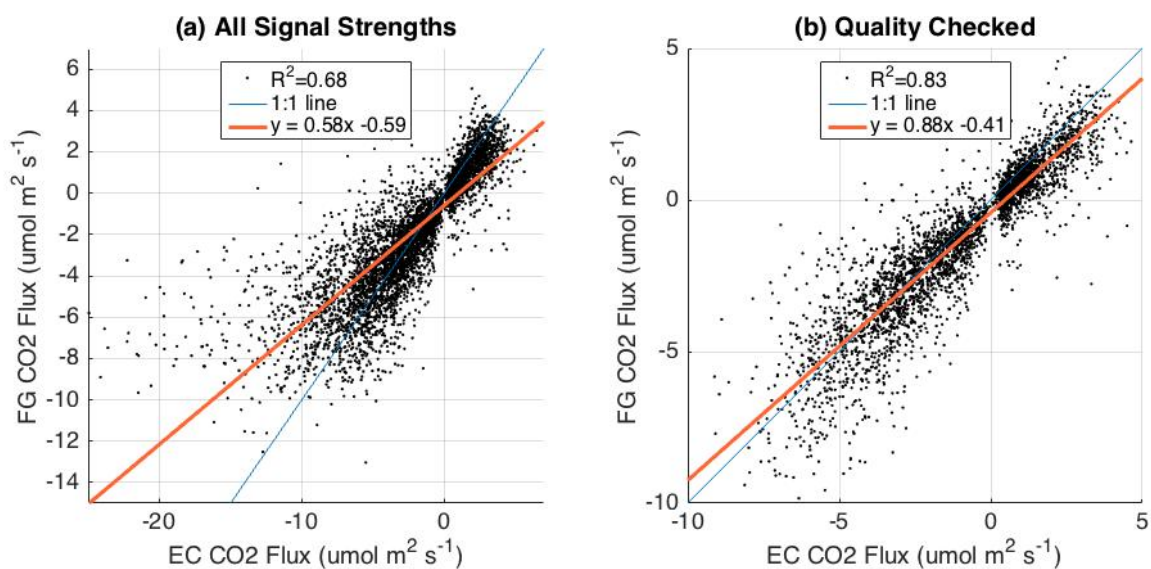 (a) All Signal Strengths
R²=0.68
1:1 line
y = 0.58x -0.59
FG CO2 Flux (umol m² s⁻¹)
6
4
2
0
-2
-4
-6
-8
-10
-12
-14
-20
-10
0
EC CO2 Flux (umol m² s⁻¹)
(b) Quality Checked
R²=0.83
1:1 line
y = 0.88x -0.41
FG CO2 Flux (umol m² s⁻¹)
5
0
-5
-10
-10
-5
0
5
EC CO2 Flux (umol m² s⁻¹)